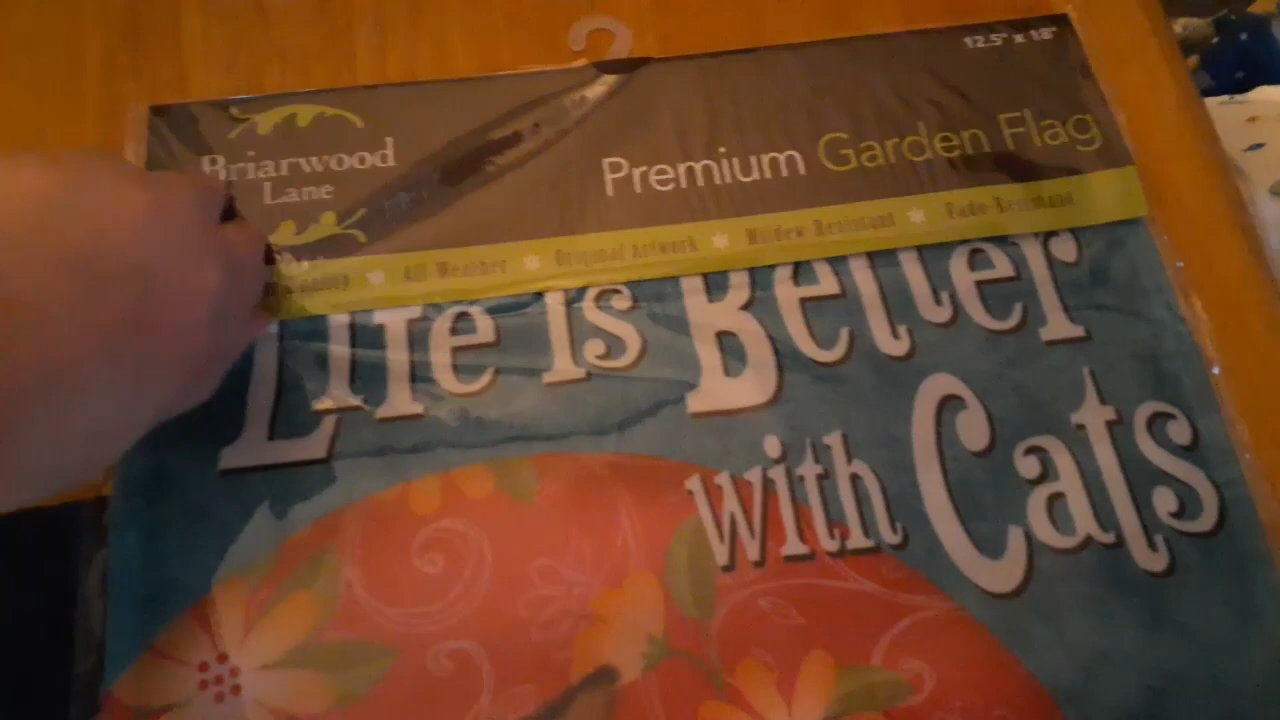 12.5" x 18"
Briarwood
Lane
Premium Garden Flag
All Weather Original Artwork Mildew Resistant Fade Resistant
Life is Better
with Cats